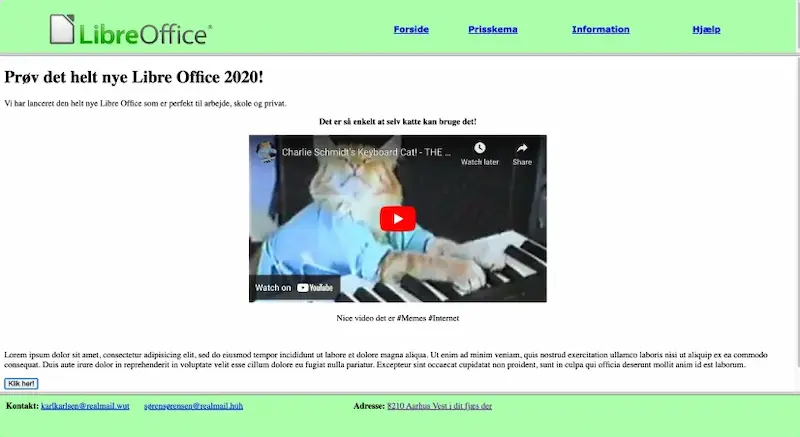 LibreOffice®
Forside Prisskema Information Hjælp
Prøv det helt nye Libre Office 2020!
Vi har lanceret den helt nye Libre Office som er perfekt til arbejde, skole og privat.
Det er så enkelt at selv katte kan bruge det!
Charlie Schmidt's Keyboard Cat! - THE ...
Watch later
Share
Watch on YouTube
Nice video det er #Memes #Internet
Lorem ipsum dolor sit amet, consectetur adipisicing elit, sed do eiusmod tempor incididunt ut labore et dolore magna aliqua. Ut enim ad minim veniam, quis nostrud exercitation ullamco laboris nisi ut aliquip ex ea commodo
consequat. Duis aute irure dolor in reprehenderit in voluptate velit esse cillum dolore eu fugiat nulla pariatur. Excepteur sint occaecat cupidatat non proident, sunt in culpa qui officia deserunt mollit anim id est laborum.
Klik her!
Kontakt: karlkarlsen@realmail.wut sørensørensen@realmail.huh Adresse: 8210 Aarhus Vest i dit fjæs der